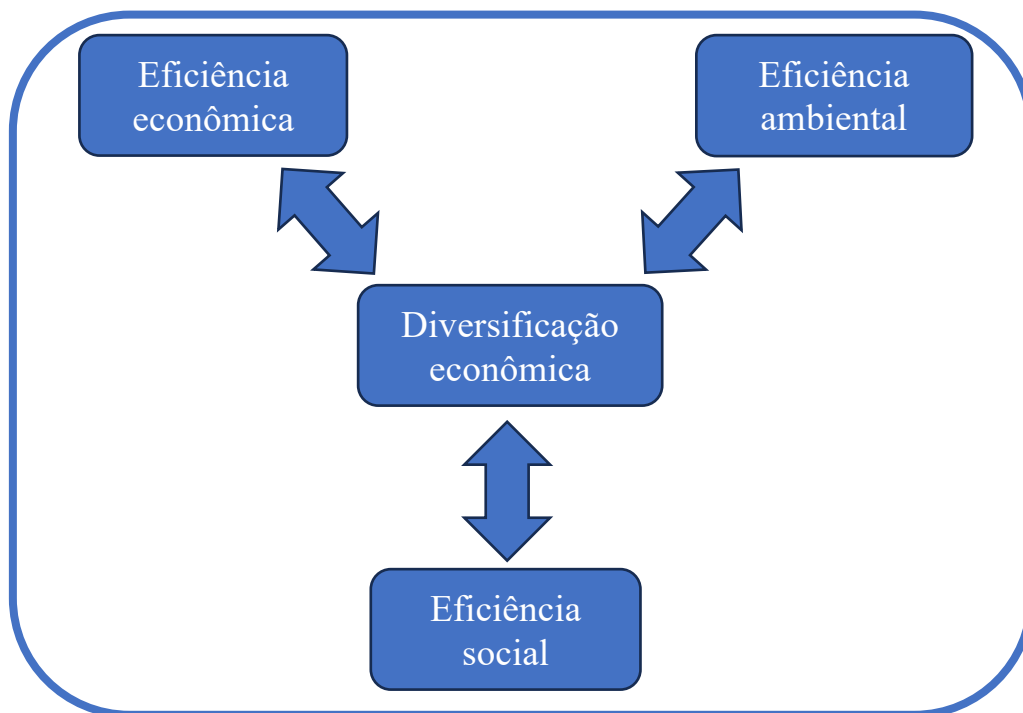 Eficiência
econômica
Eficiência
ambiental
Diversificação
econômica
Eficiência
social